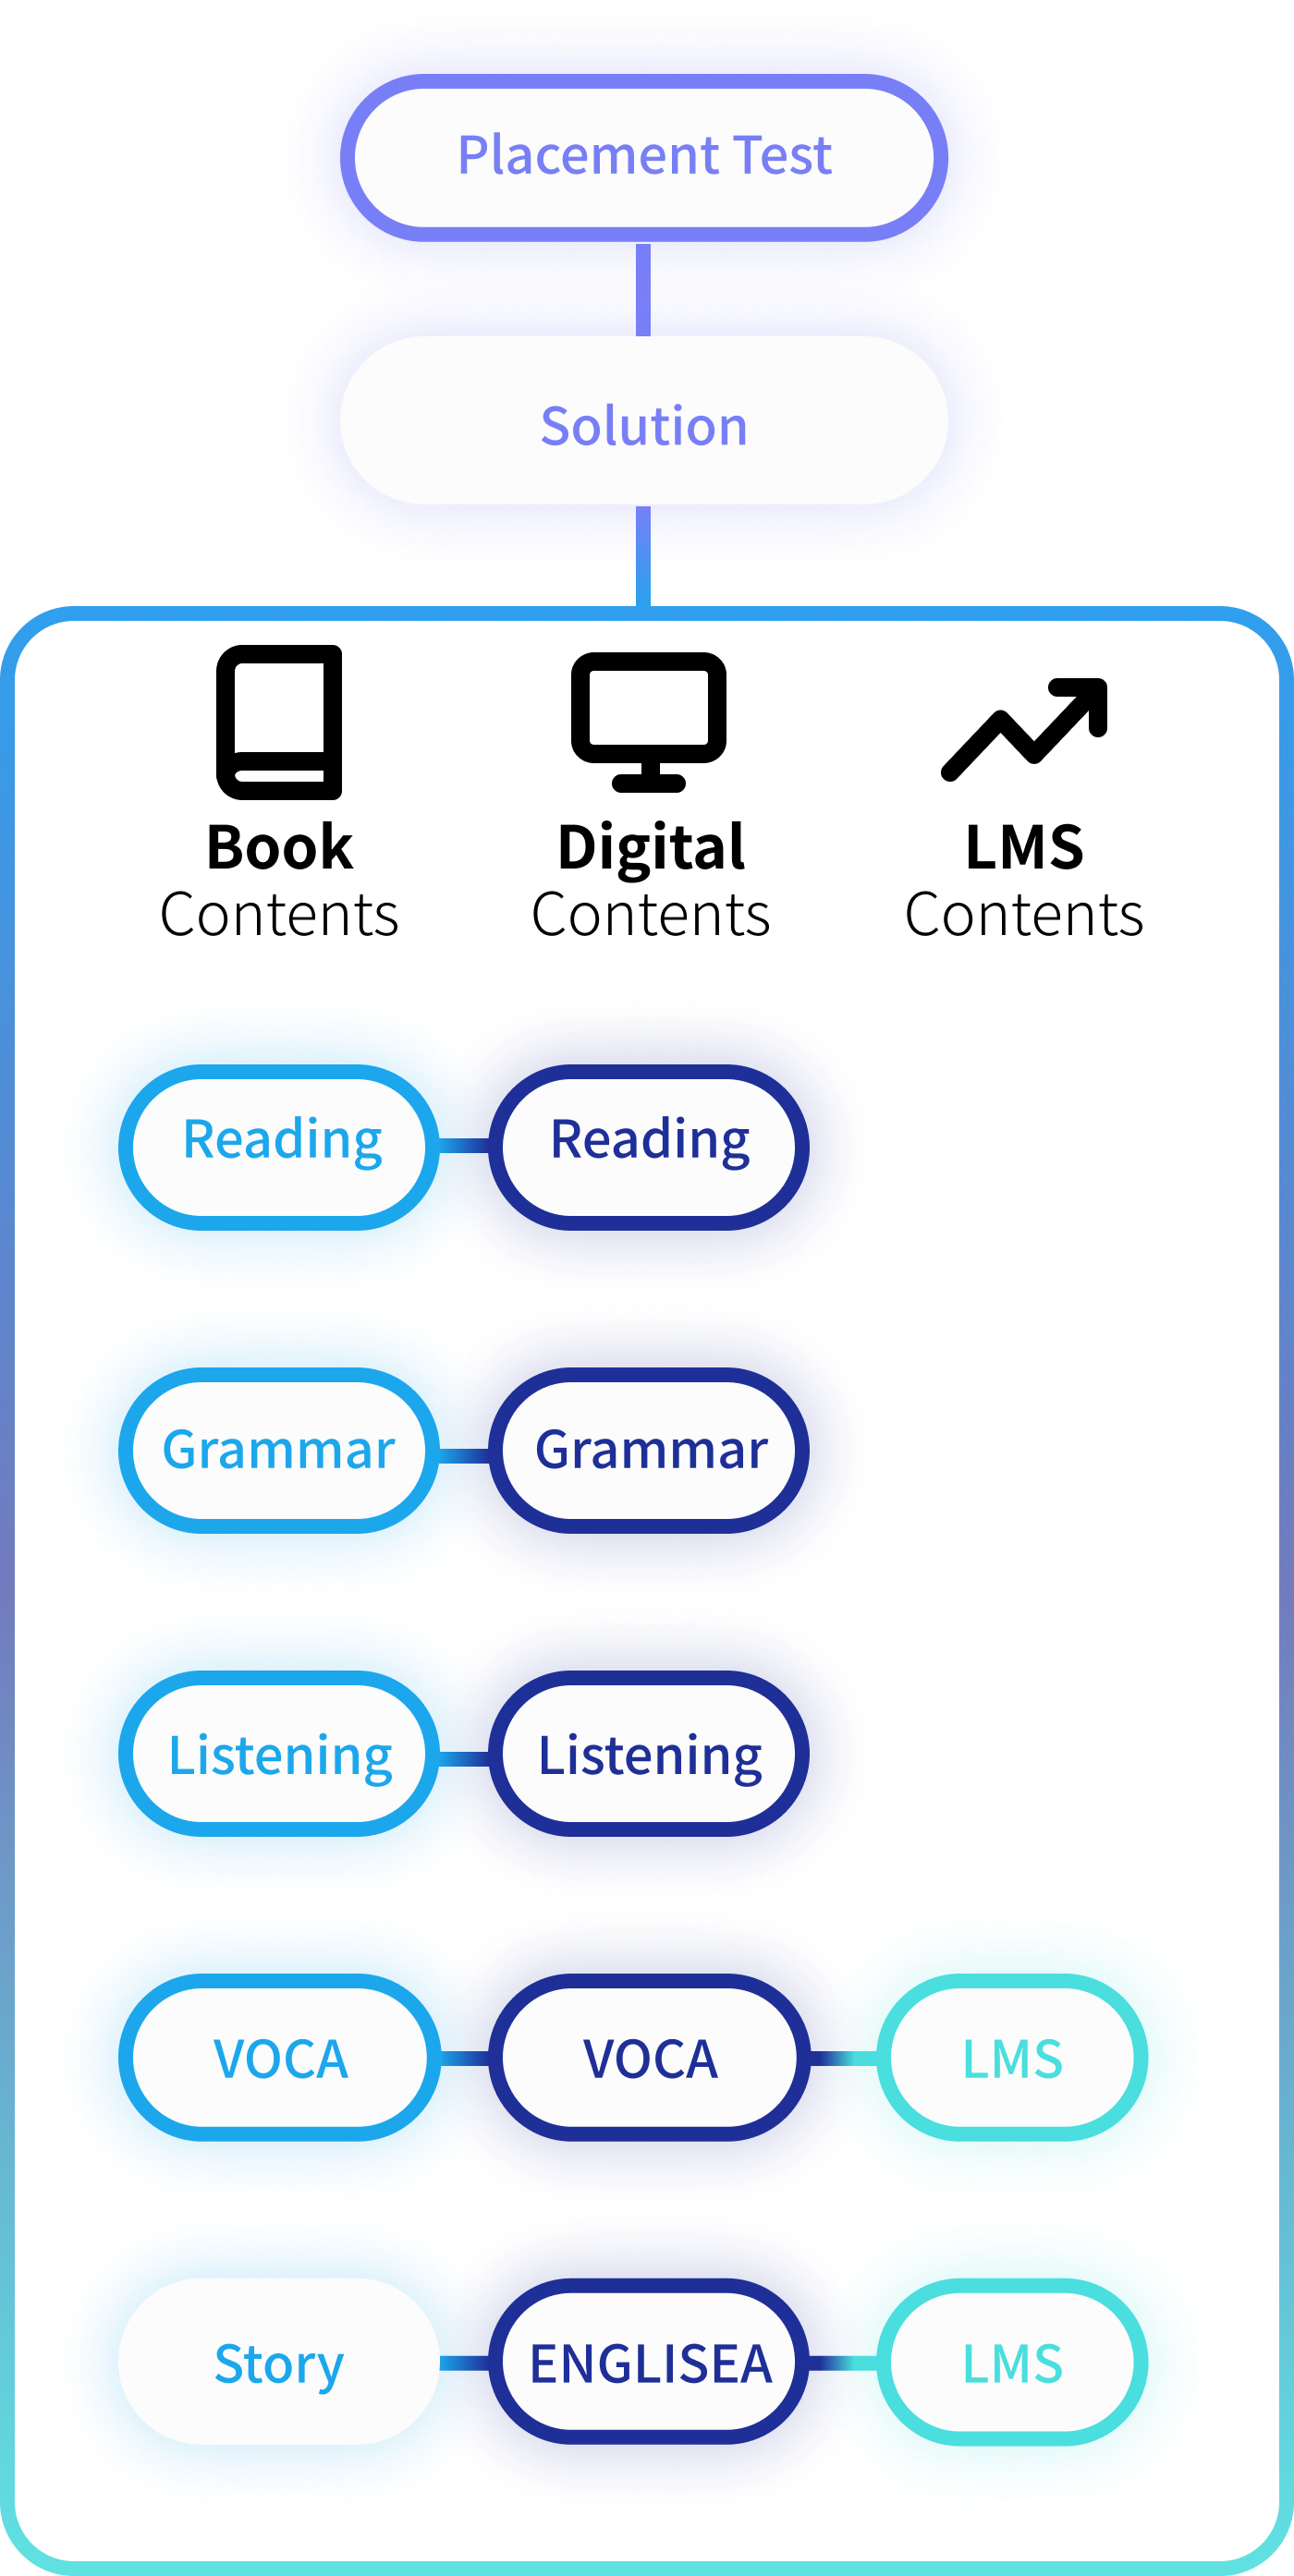 Placement Test
Solution
Book
Contents
Digital
Contents
LMS
Contents
Reading
Reading
Grammar
Grammar
Listening
Listening
VOCA
VOCA
LMS
Story
ENGLISEA
LMS